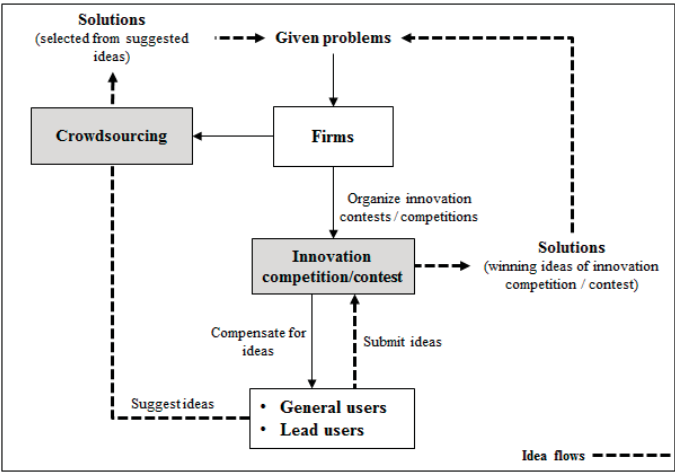 Solutions
(selected from suggested
ideas)
Given problems
Crowdsourcing
Firms
Organize innovation
contests / competitions
Innovation
competition/contest
Solutions
(winning ideas of innovation
competition / contest)
Compensate for
ideas
Submit ideas
Suggest ideas
• General users
• Lead users
Idea flows